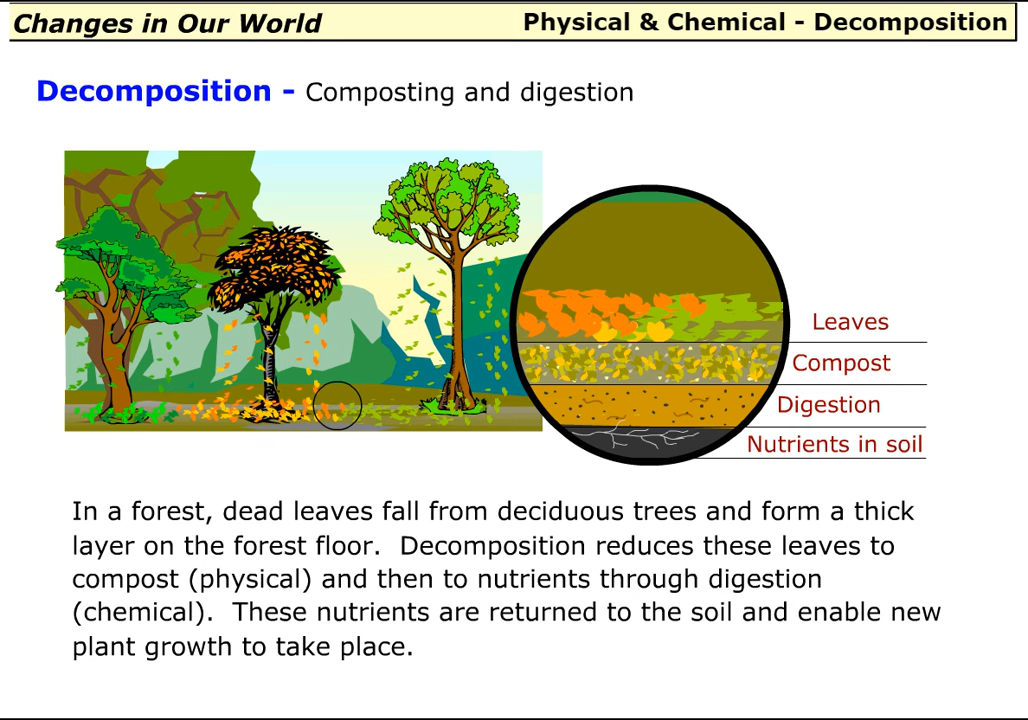 Changes in Our World
Physical & Chemical - Decomposition
Decomposition - Composting and digestion
Leaves
Compost
Digestion
Nutrients in soil
In a forest, dead leaves fall from deciduous trees and form a thick
layer on the forest floor.  Decomposition reduces these leaves to
compost (physical) and then to nutrients through digestion
(chemical).  These nutrients are returned to the soil and enable new
plant growth to take place.